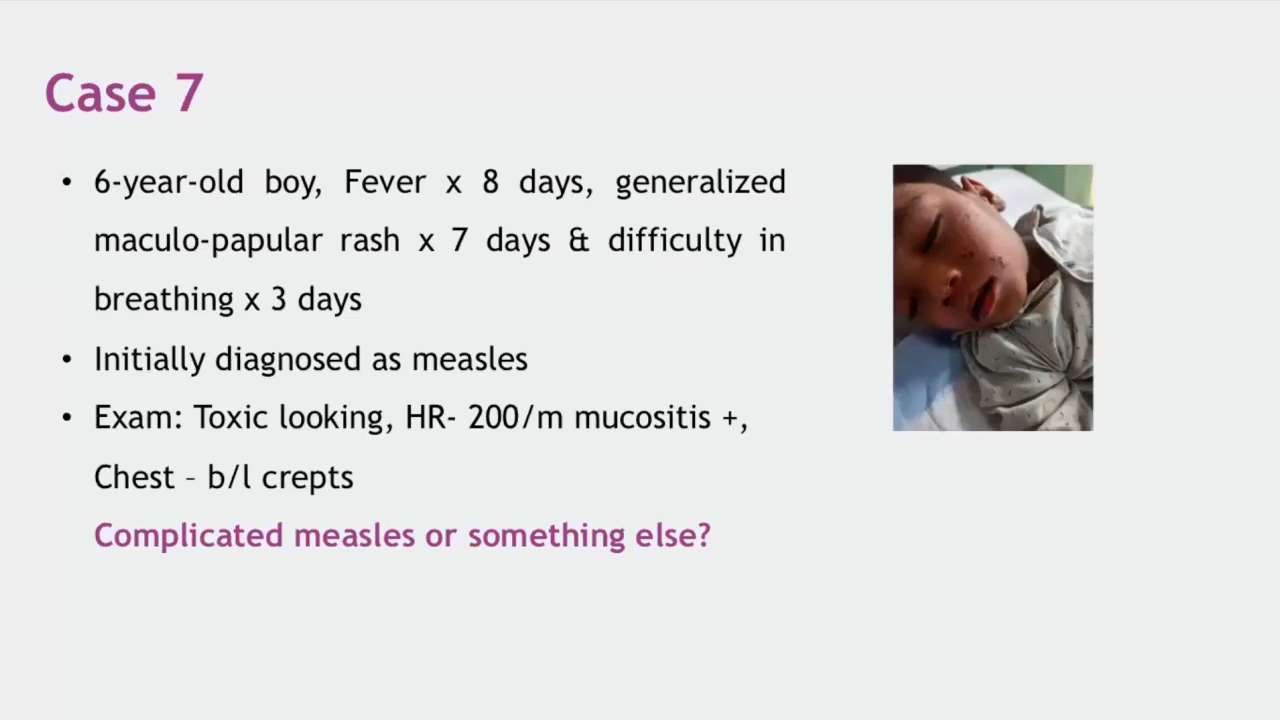 Case 7
• 6-year-old boy, Fever x 8 days, generalized
maculo-papular rash x 7 days & difficulty in
breathing x 3 days
• Initially diagnosed as measles
• Exam: Toxic looking, HR- 200/m mucositis +,
Chest – b/l crepts
Complicated measles or something else?